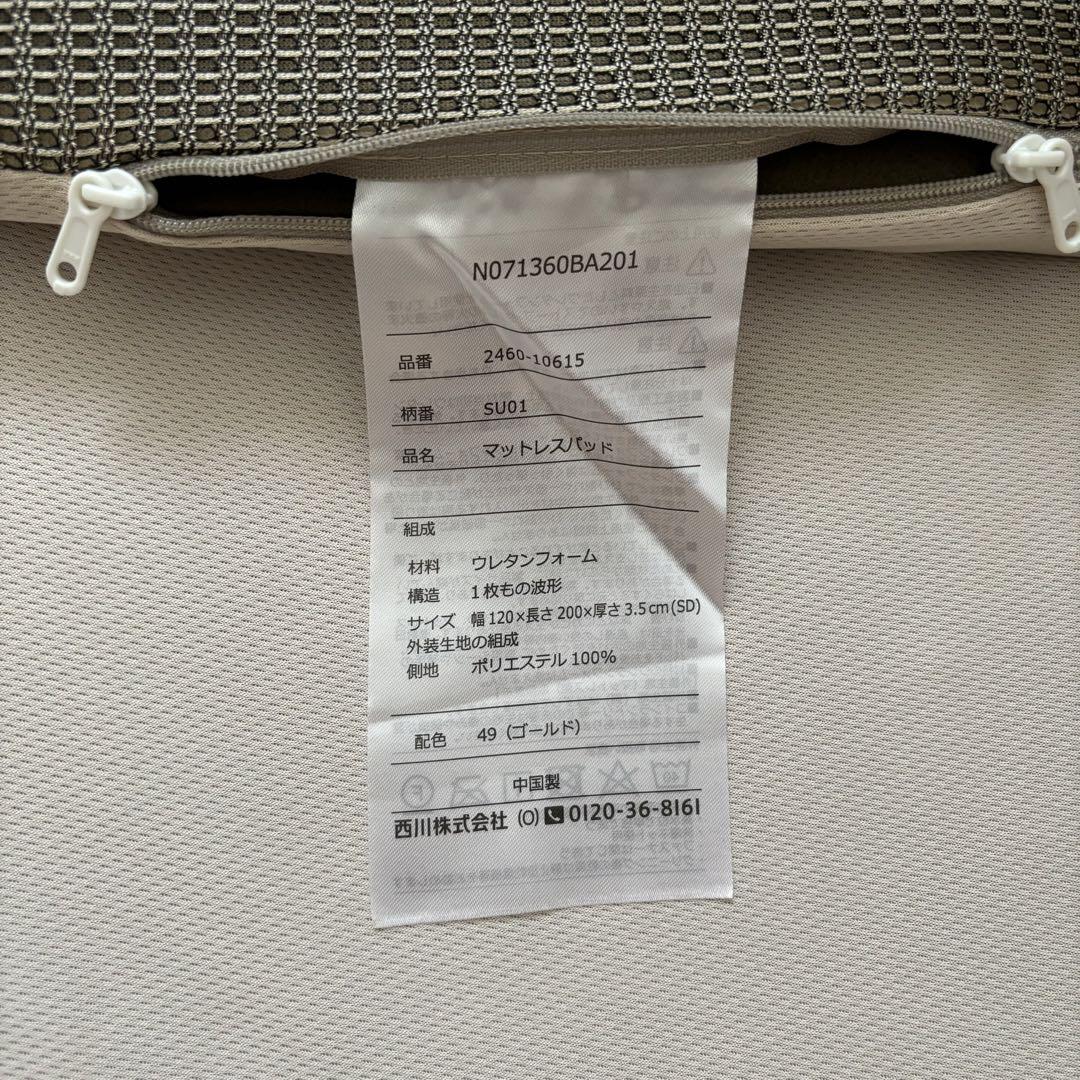 N071360BA201
品番 2460-10615
柄番 SU01
品名 マットレスパッド
組成
材料 ウレタンフォーム
構造 1枚もの波形
サイズ 幅120×長さ200×厚さ3.5cm(SD)
外装生地の組成
側地 ポリエステル100%
配色 49(ゴールド)
中国製
西川株式会社 (O) 0120-36-8161